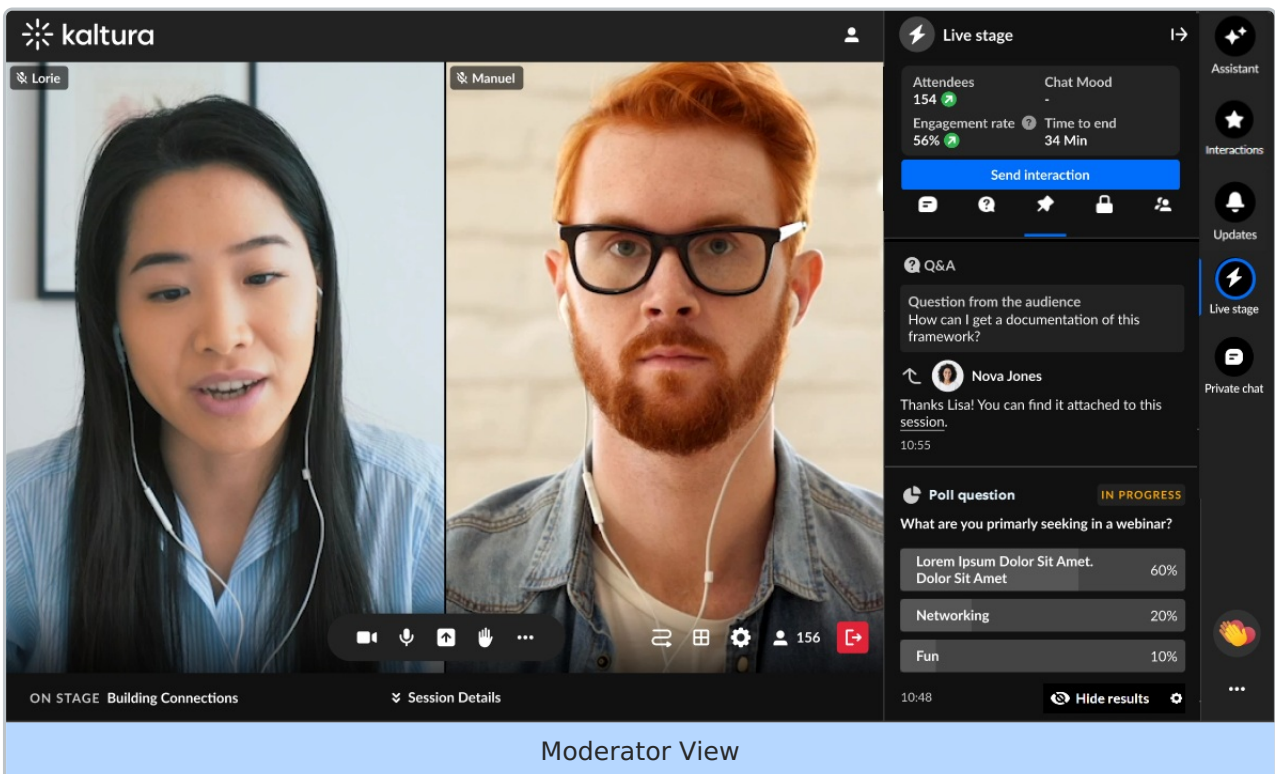 kaltura
Lorie
Manuel
Live stage
Attendees
154
Chat Mood
-
Engagement rate
56%
Time to end
34 Min
Send interaction
Q&A
Question from the audience
How can I get a documentation of this
framework?
Nova Jones
Thanks Lisa! You can find it attached to this
session.
10:55
Poll question
IN PROGRESS
What are you primarly seeking in a webinar?
Lorem Ipsum Dolor Sit Amet.
Dolor Sit Amet
60%
Networking
20%
Fun
10%
10:48
Hide results
Assistant
Interactions
Updates
Live stage
Private chat
156
ON STAGE Building Connections
Session Details
Moderator View